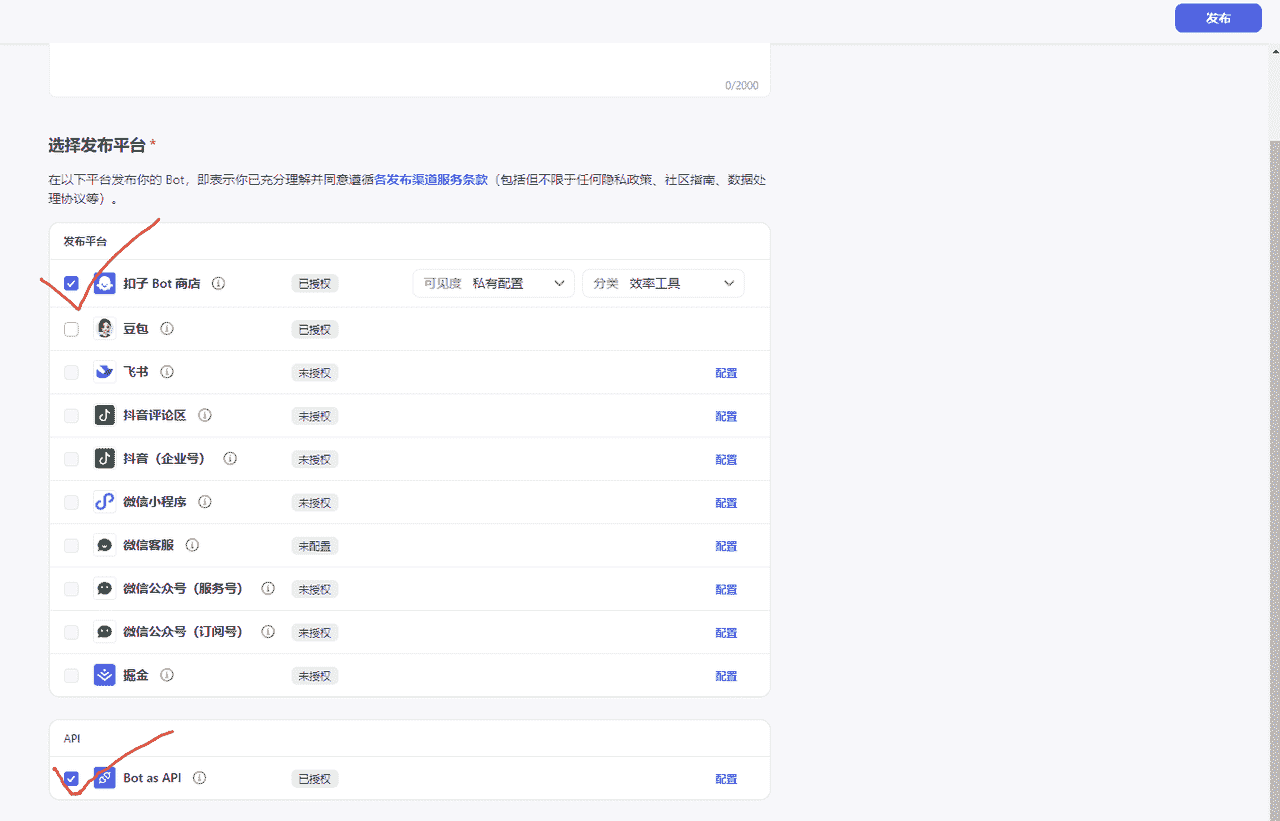 发布
0/2000
选择发布平台 *
在以下平台发布你的 Bot，即表示你已充分理解并同意遵循各发布渠道服务条款（包括但不限于任何隐私政策、社区指南、数据处
理协议等）。
发布平台
扣子 Bot 商店 已授权 可见度 私有配置 分类 效率工具
豆包 已授权
飞书 未授权 配置
抖音评论区 未授权 配置
抖音（企业号） 未授权 配置
微信小程序 未授权 配置
微信客服 未配置 配置
微信公众号（服务号） 未授权 配置
微信公众号（订阅号） 未授权 配置
掘金 未授权 配置
API
Bot as API 已授权 配置